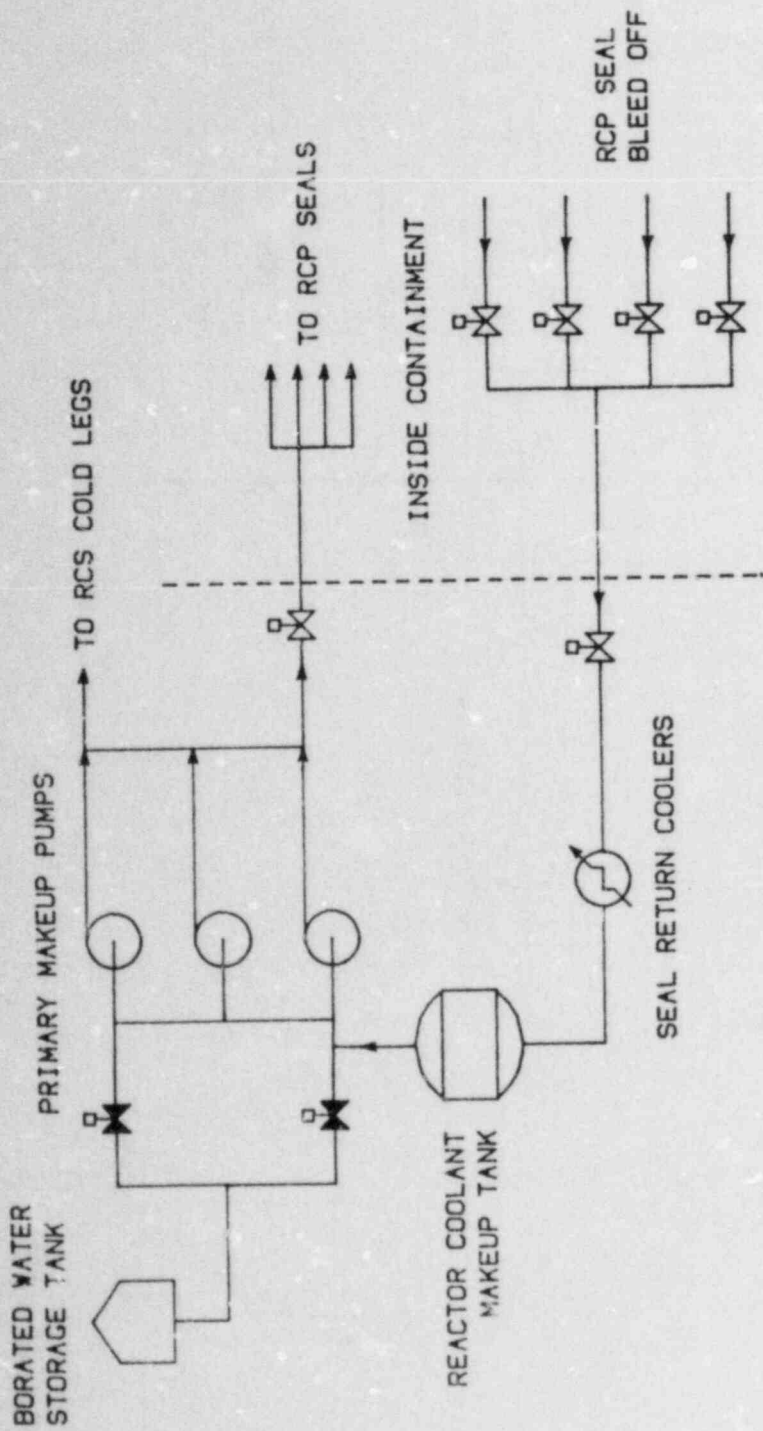 BORATED WATER
STORAGE TANK
PRIMARY MAKEUP PUMPS
TO RCS COLD LEGS
TO RCP SEALS
INSIDE CONTAINMENT
REACTOR COOLANT
MAKEUP TANK
SEAL RETURN COOLERS
RCP SEAL
BLEED OFF